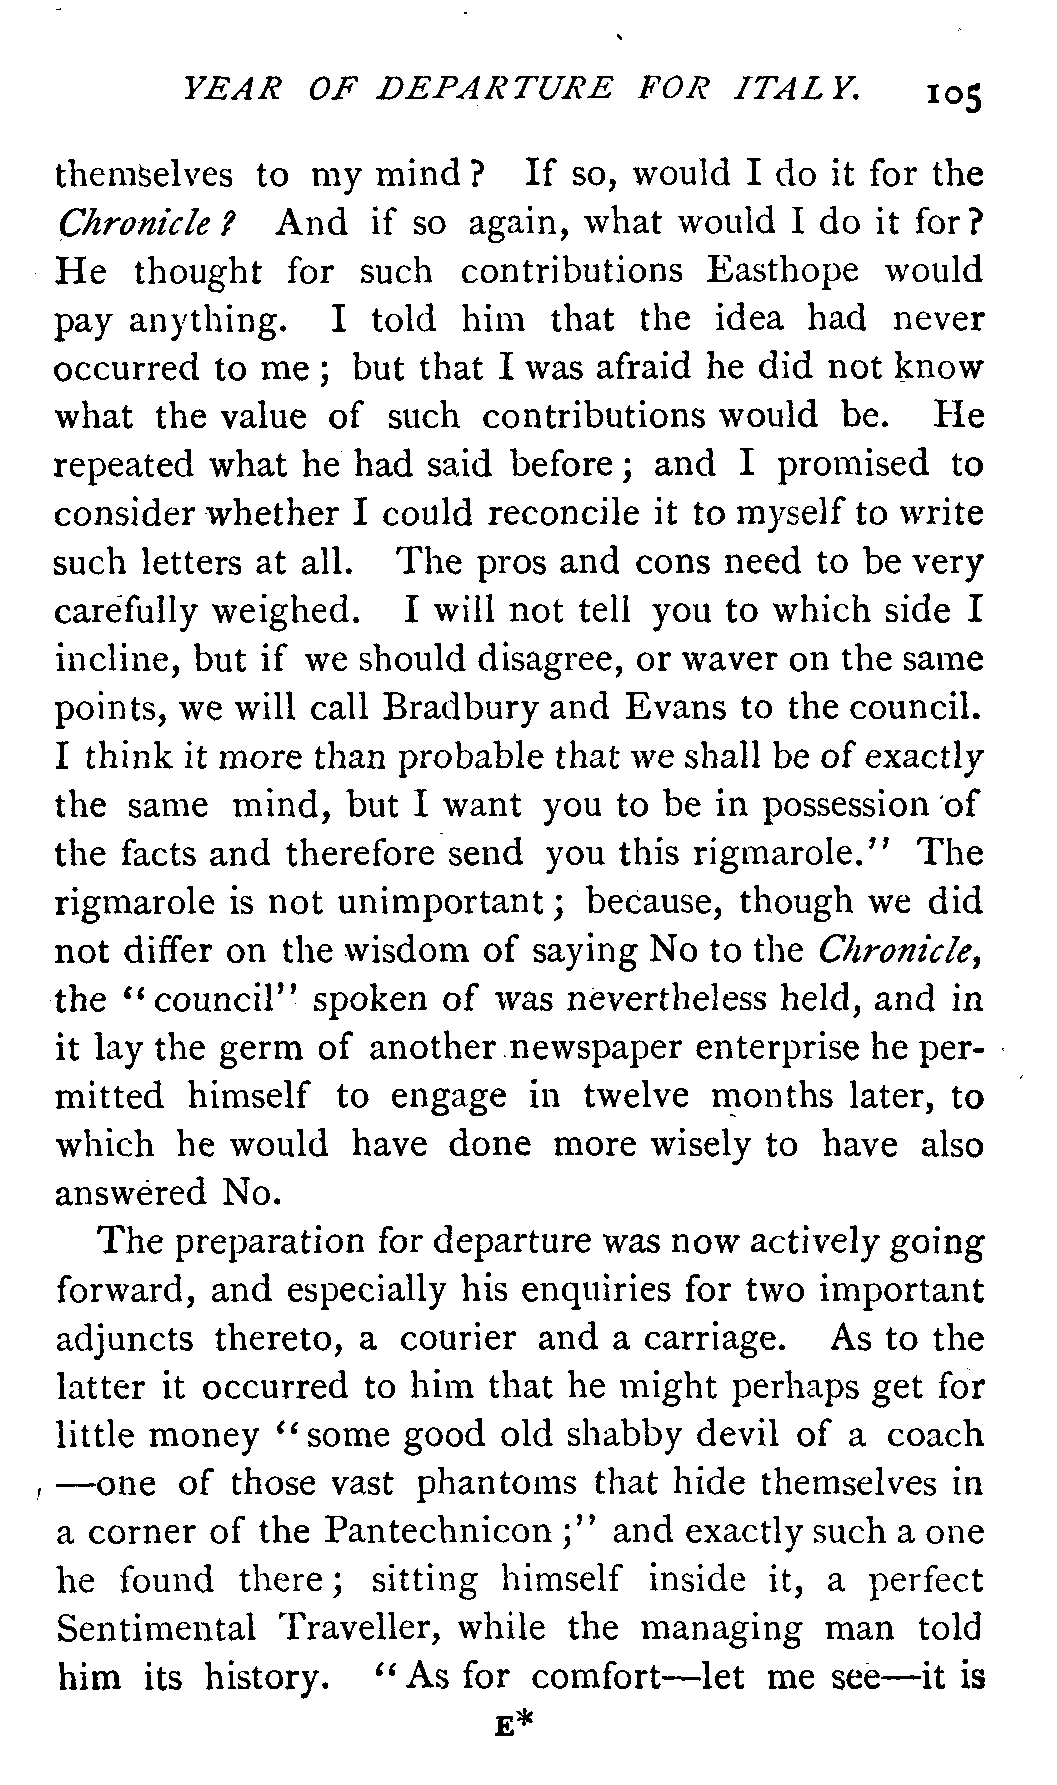 YEAR OF DEPARTURE FOR ITALY. 105
themselves to my mind? If so, would I do it for the
Chronicle? And if so again, what would I do it for?
He thought for such contributions Easthope would
pay anything. I told him that the idea had never
occurred to me; but that I was afraid he did not know
what the value of such contributions would be. He
repeated what he had said before; and I promised to
consider whether I could reconcile it to myself to write
such letters at all. The pros and cons need to be very
carefully weighed. I will not tell you to which side I
incline, but if we should disagree, or waver on the same
points, we will call Bradbury and Evans to the council.
I think it more than probable that we shall be of exactly
the same mind, but I want you to be in possession of
the facts and therefore send you this rigmarole." The
rigmarole is not unimportant; because, though we did
not differ on the wisdom of saying No to the Chronicle,
the "council" spoken of was nevertheless held, and in
it lay the germ of another newspaper enterprise he per-
mitted himself to engage in twelve months later, to
which he would have done more wisely to have also
answered No.
The preparation for departure was now actively going
forward, and especially his enquiries for two important
adjuncts thereto, a courier and a carriage. As to the
latter it occurred to him that he might perhaps get for
little money "some good old shabby devil of a coach
—one of those vast phantoms that hide themselves in
a corner of the Pantechnicon;" and exactly such a one
he found there; sitting himself inside it, a perfect
Sentimental Traveller, while the managing man told
him its history. "As for comfort—let me see—it is
E*